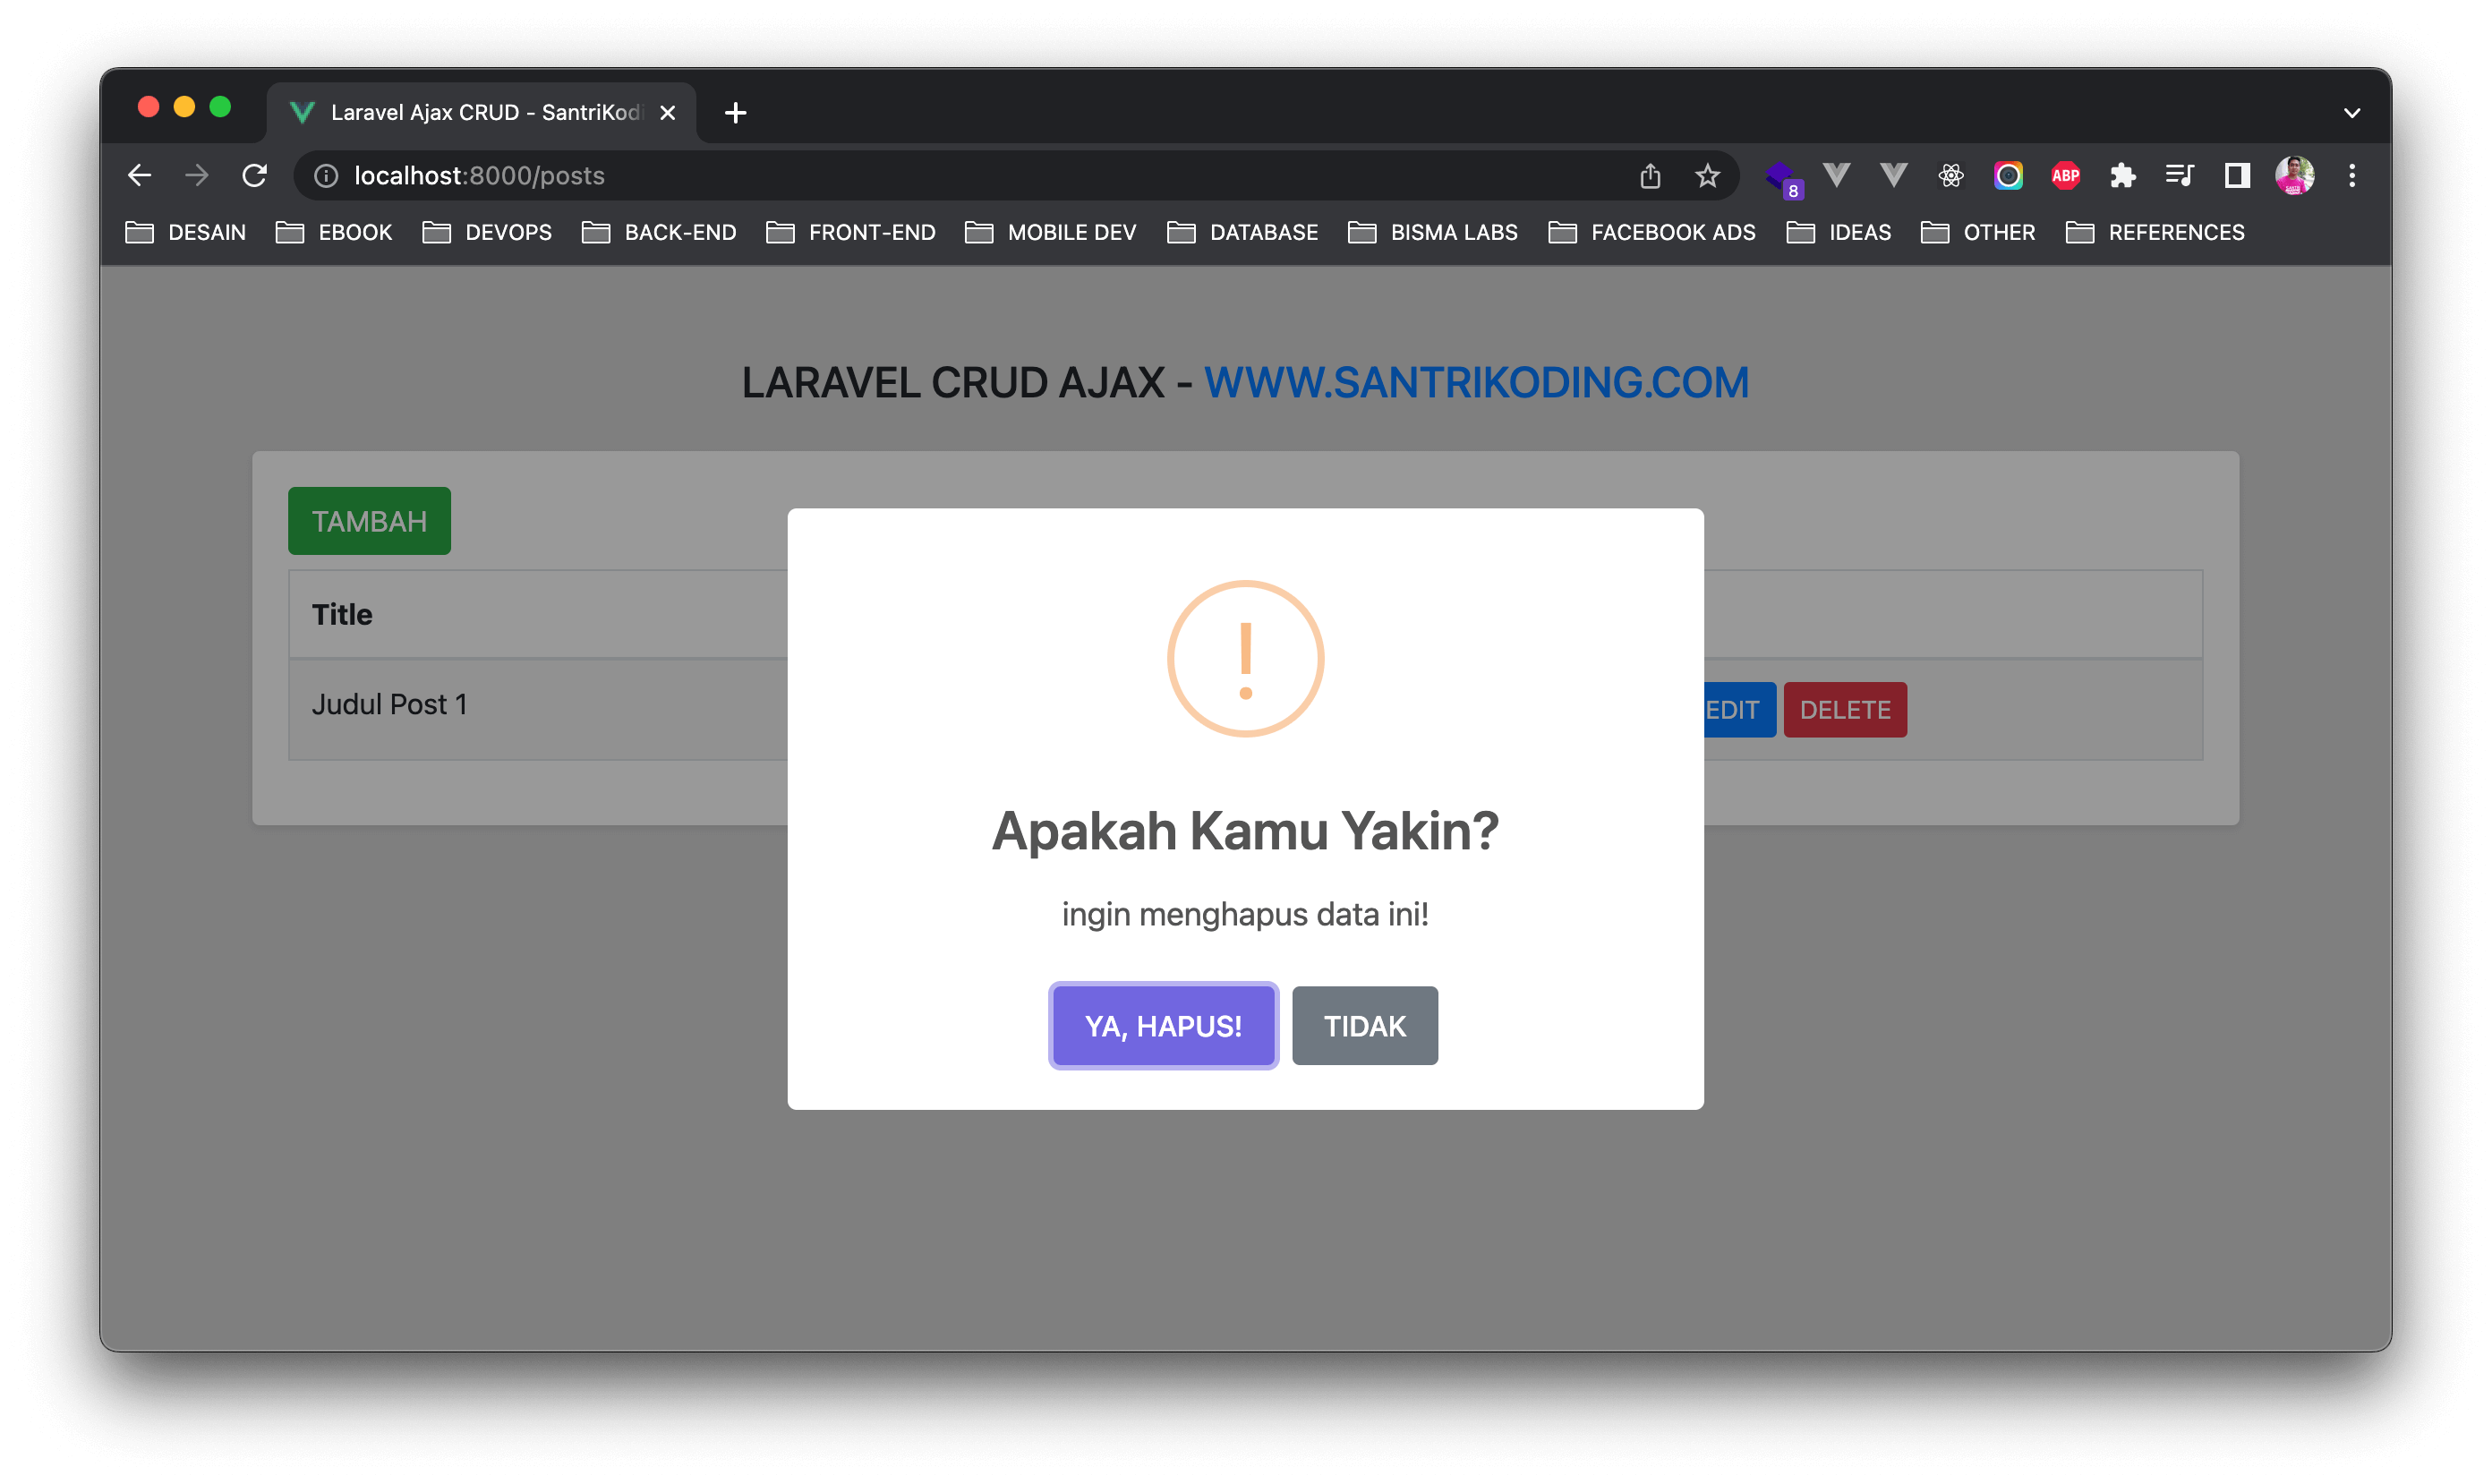 Laravel Ajax CRUD - SantriKodi
localhost:8000/posts
8
ABP
DESAIN EBOOK DEVOPS BACK-END FRONT-END MOBILE DEV DATABASE BISMA LABS FACEBOOK ADS IDEAS OTHER REFERENCES
LARAVEL CRUD AJAX - WWW.SANTRIKODING.COM
TAMBAH
Title
Judul Post 1
EDIT DELETE
!
Apakah Kamu Yakin?
ingin menghapus data ini!
YA, HAPUS! TIDAK